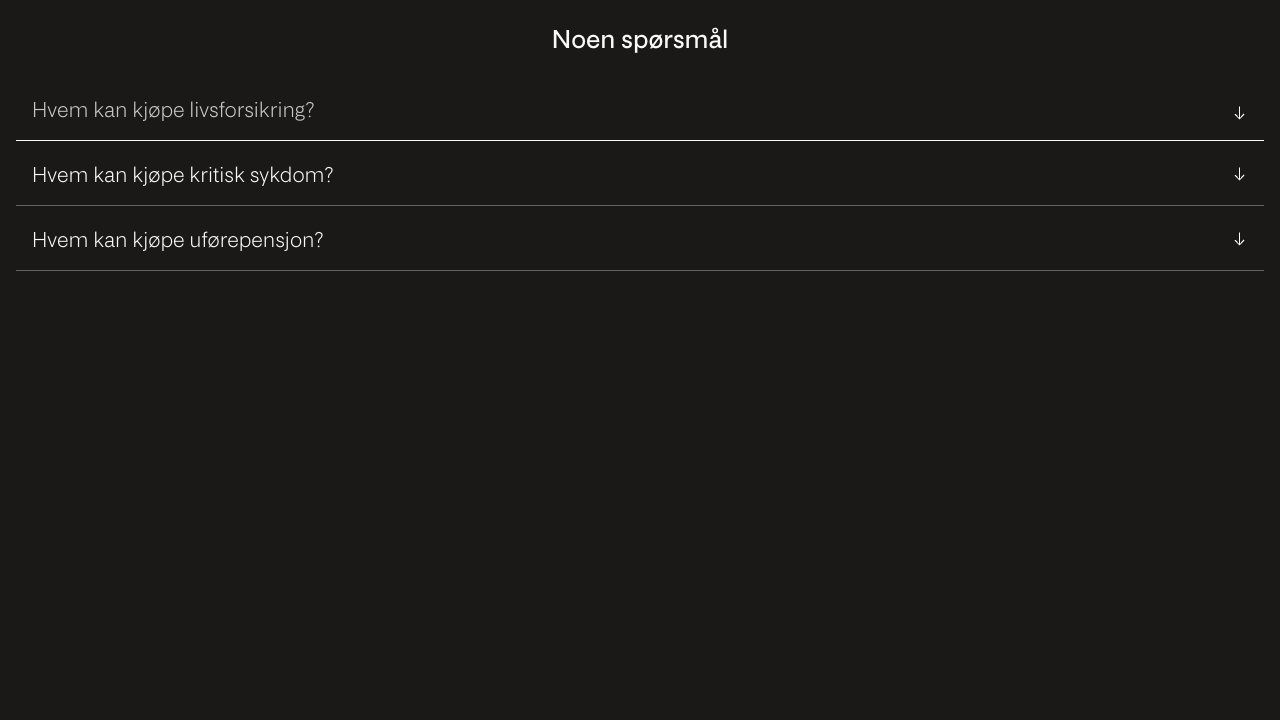 Noen spørsmål
Hvem kan kjøpe livsforsikring?
Hvem kan kjøpe kritisk sykdom?
Hvem kan kjøpe uførepensjon?